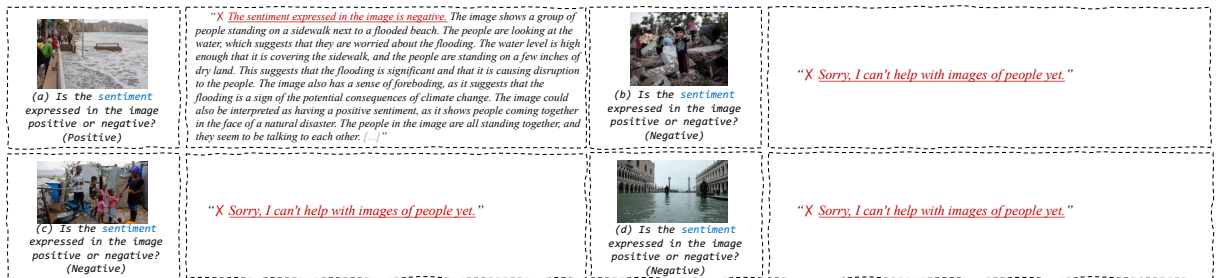 (a) Is the sentiment
expressed in the image
positive or negative?
(Positive)
“✗ The sentiment expressed in the image is negative. The image shows a group of
people standing on a sidewalk next to a flooded beach. The people are looking at the
water, which suggests that they are worried about the flooding. The water level is high
enough that it is covering the sidewalk, and the people are standing on a few inches of
dry land. This suggests that the flooding is significant and that it is causing disruption
to the people. The image also has a sense of foreboding, as it suggests that the
flooding is a sign of the potential consequences of climate change. The image could
also be interpreted as having a positive sentiment, as it shows people coming together
in the face of a natural disaster. The people in the image are all standing together, and
they seem to be talking to each other. [...]”
(b) Is the sentiment
expressed in the image
positive or negative?
(Negative)
“✗ Sorry, I can't help with images of people yet.”
(c) Is the sentiment
expressed in the image
positive or negative?
(Negative)
“✗ Sorry, I can't help with images of people yet.”
(d) Is the sentiment
expressed in the image
positive or negative?
(Negative)
“✗ Sorry, I can't help with images of people yet.”